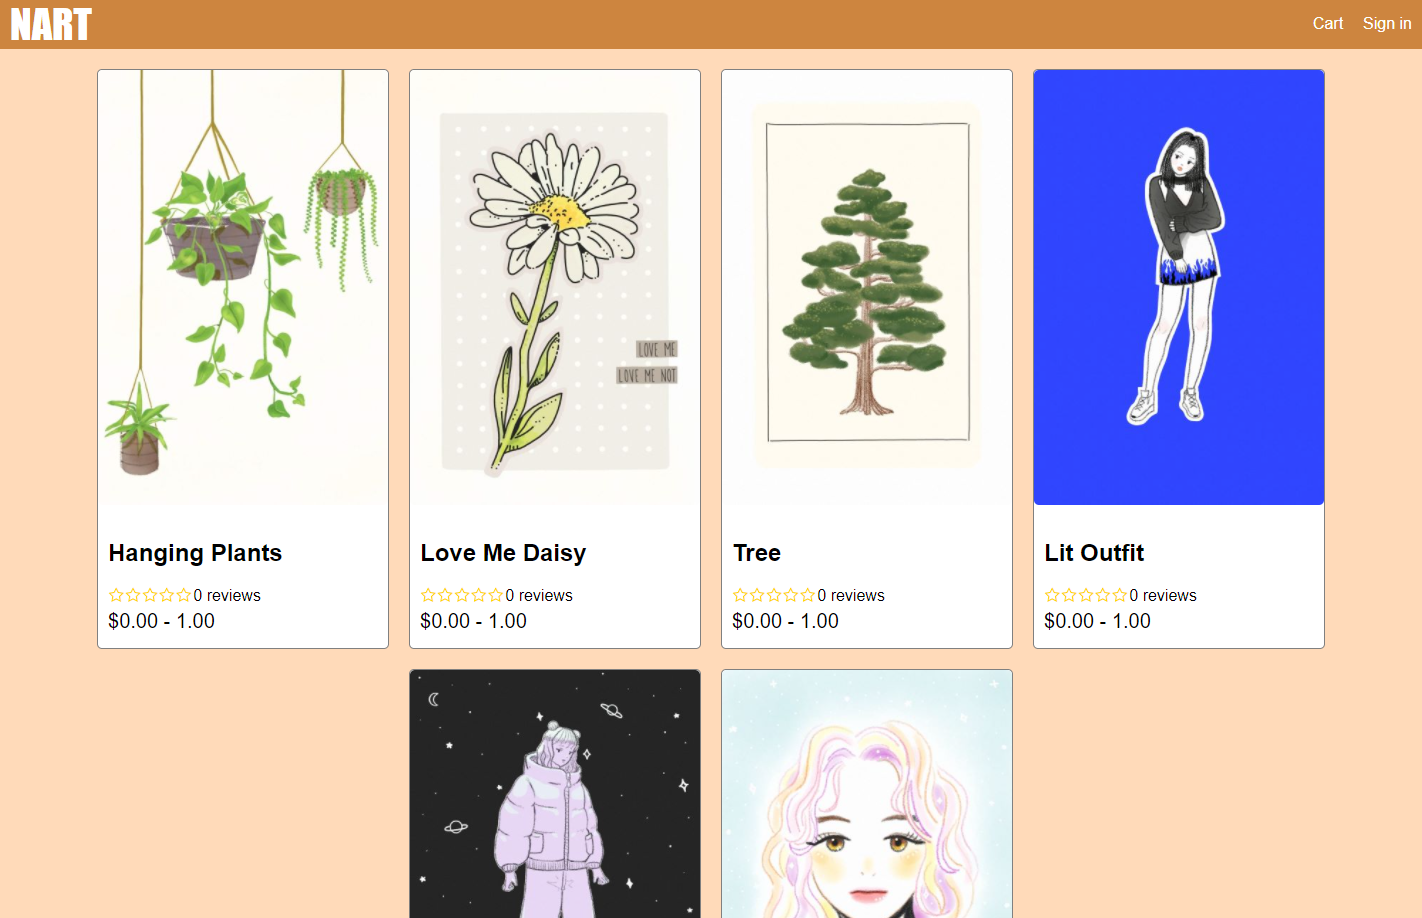 NART
Cart
Sign in
LOVE ME
LOVE ME NOT
Hanging Plants
0 reviews
$0.00 - 1.00
Love Me Daisy
0 reviews
$0.00 - 1.00
Tree
0 reviews
$0.00 - 1.00
Lit Outfit
0 reviews
$0.00 - 1.00